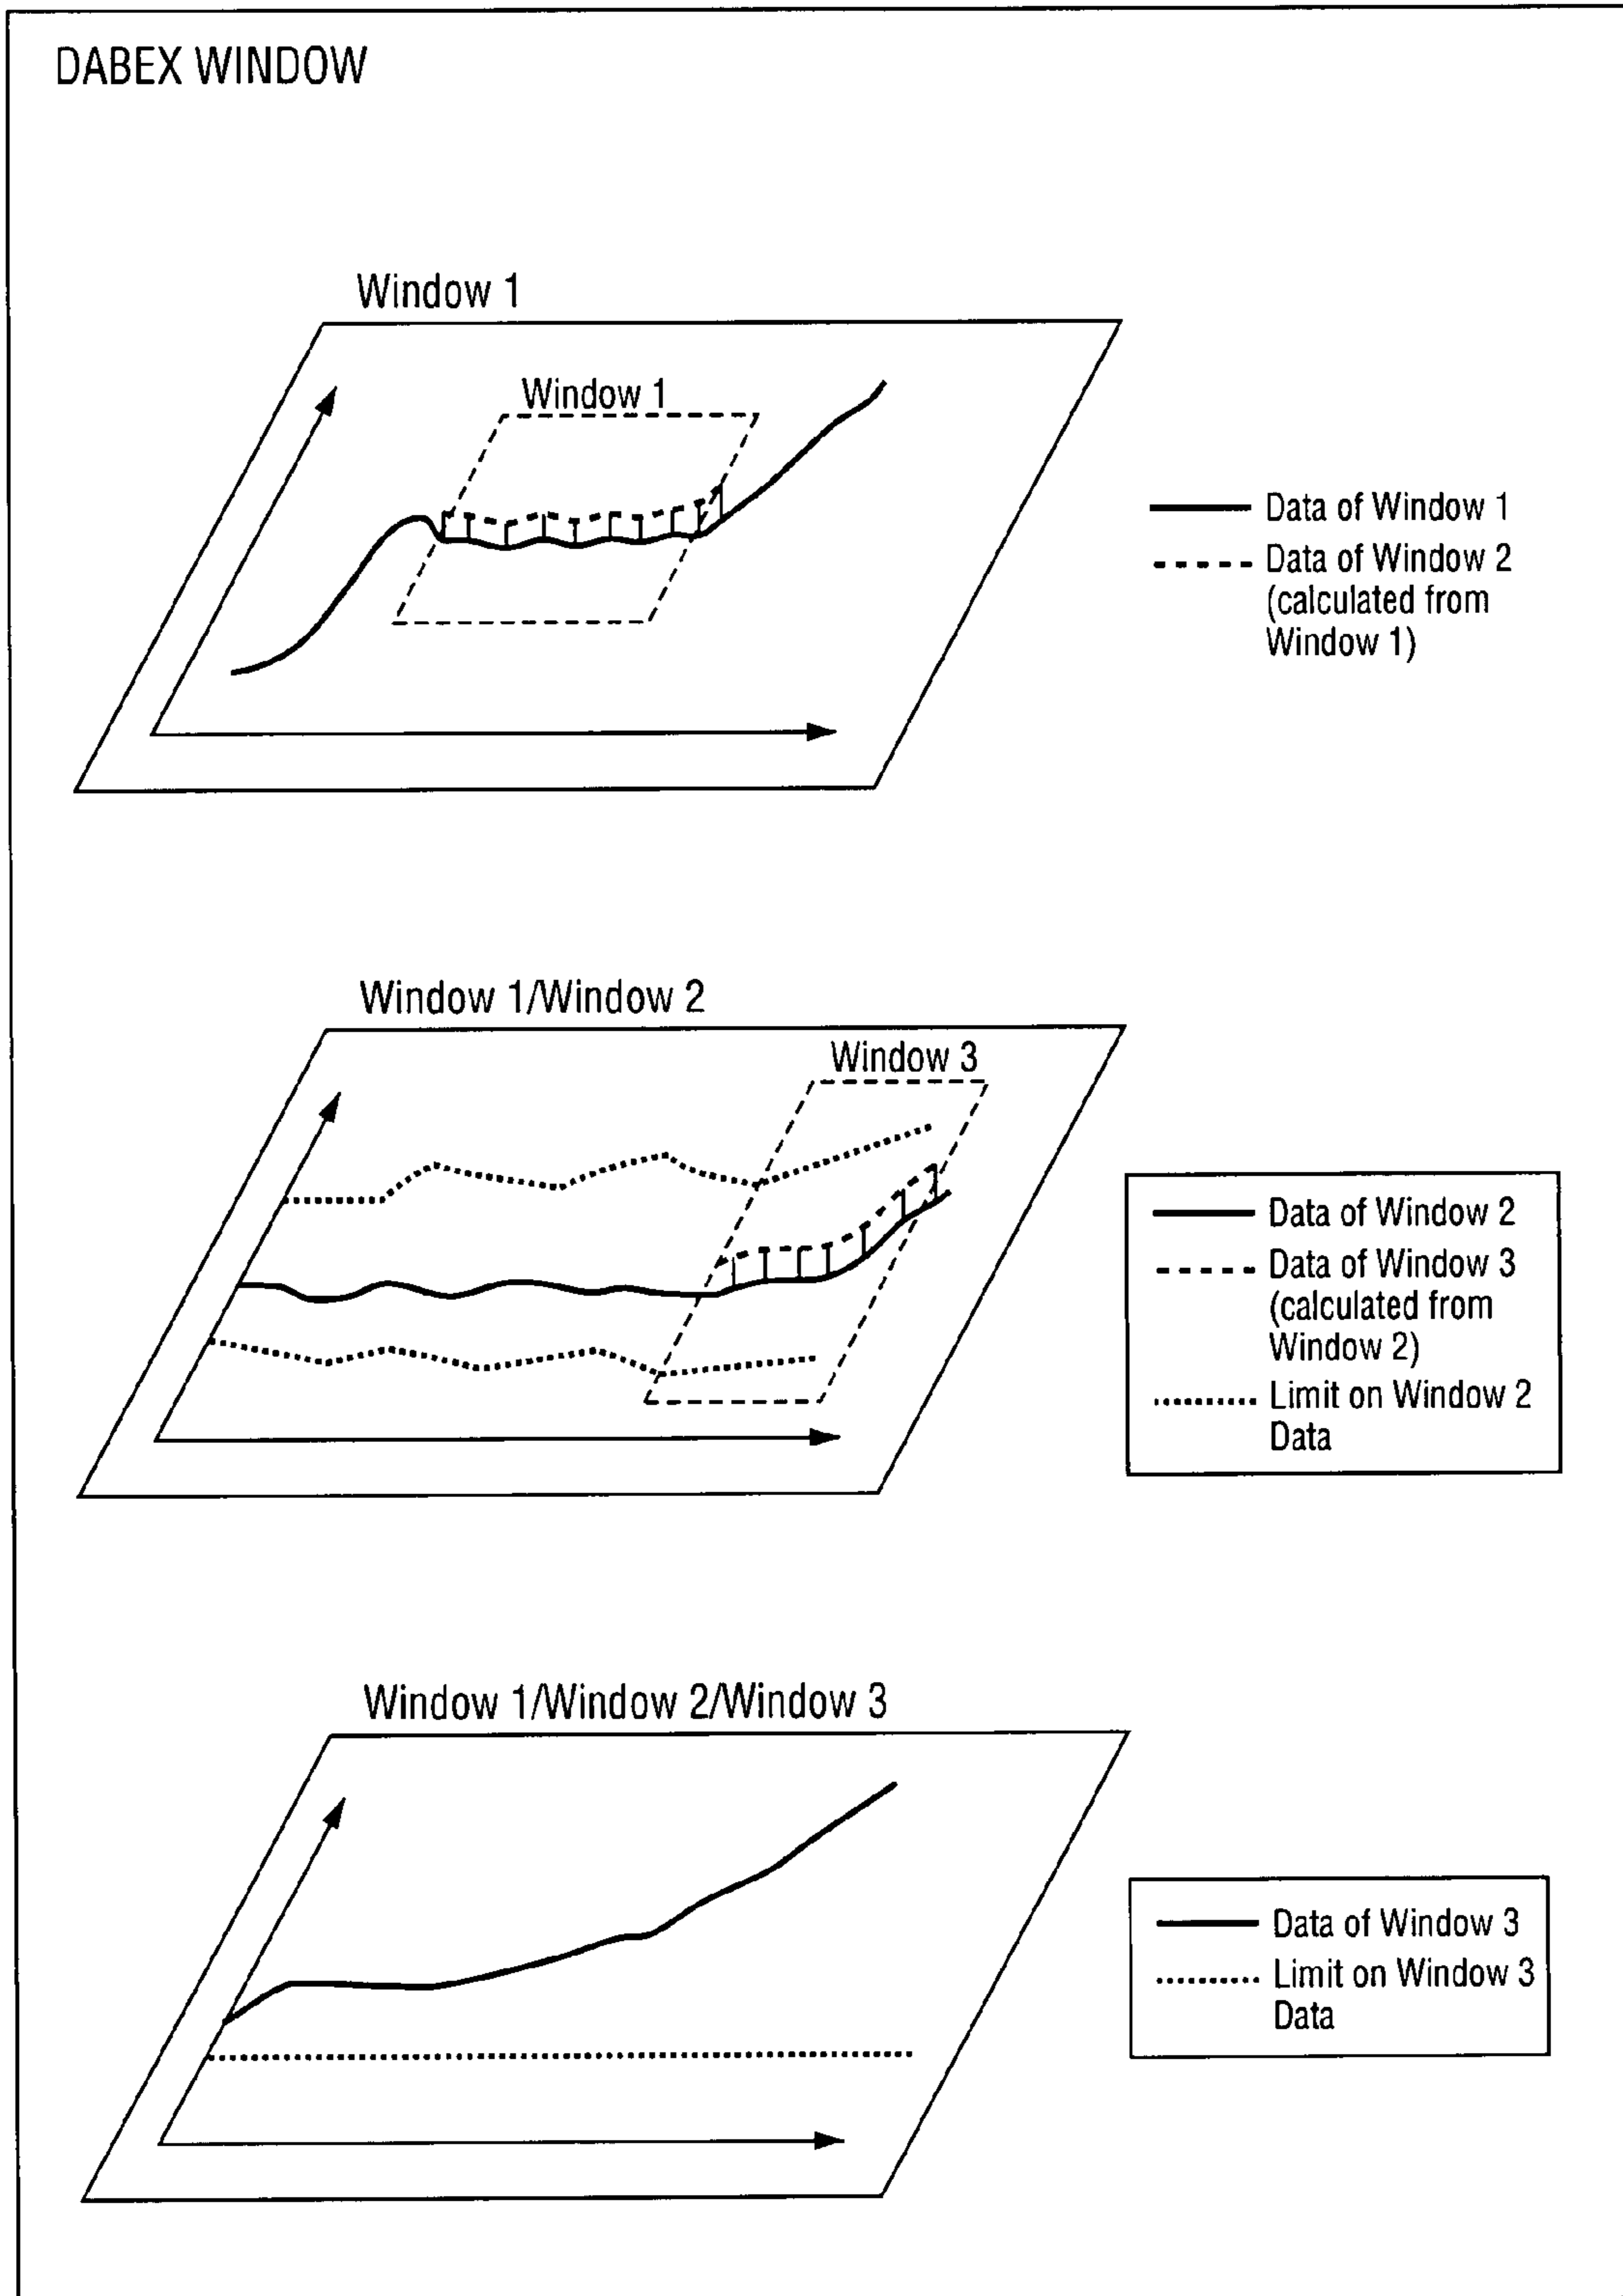 DABEX WINDOW
Window 1
Window 1
Data of Window 1
Data of Window 2
(calculated from
Window 1)
Window 1/Window 2
Window 3
Data of Window 2
Data of Window 3
(calculated from
Window 2)
Limit on Window 2
Data
Window 1/Window 2/Window 3
Data of Window 3
Limit on Window 3
Data